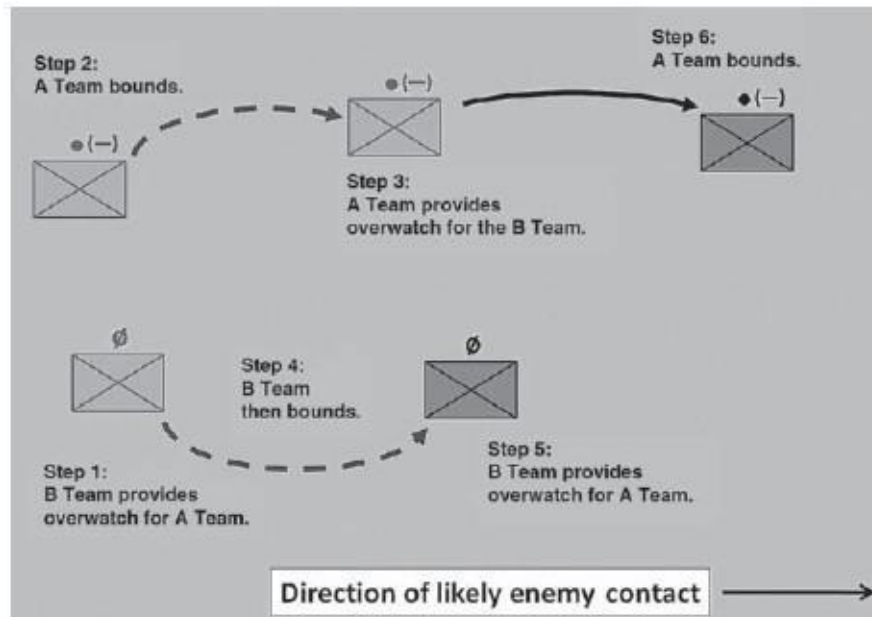 Step 2:
A Team bounds.
(—)
Step 6:
A Team bounds.
(—)
(—)
Step 3:
A Team provides
overwatch for the B Team.
Ø
Step 4:
B Team
then bounds.
Ø
Step 1:
B Team provides
overwatch for A Team.
Step 5:
B Team provides
overwatch for A Team.
Direction of likely enemy contact